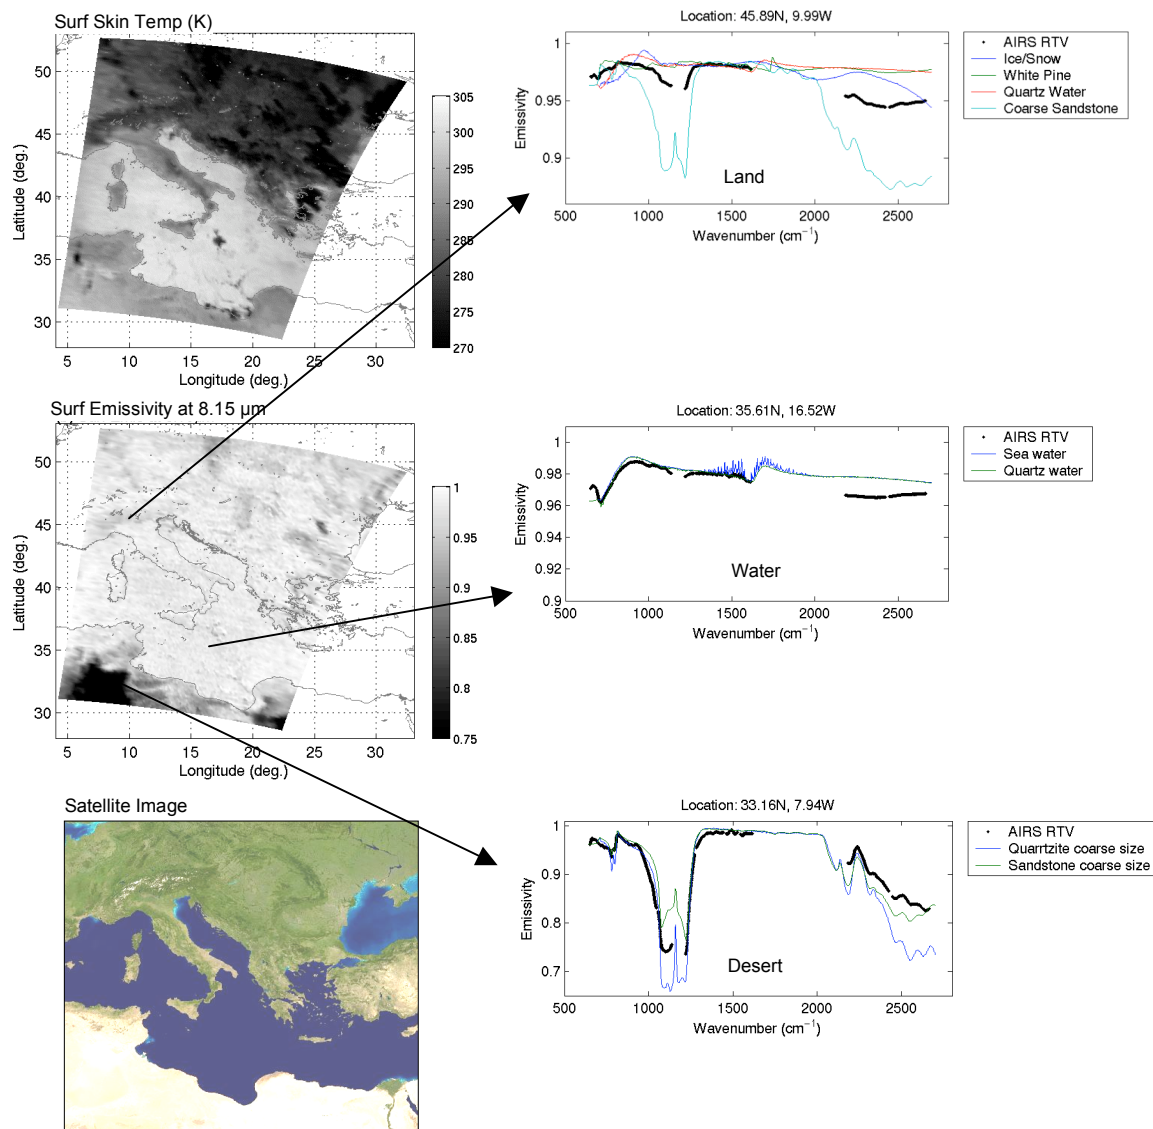 Surf Skin Temp (K)
50
45
40
35
30
5 10 15 20 25 30
Latitude (deg.)
Longitude (deg.)
305
300
295
290
285
280
275
270
Location: 45.89N, 9.99W
1
0.95
0.9
500 1000 1500 2000 2500
Emissivity
Wavenumber (cm⁻¹)
Land
AIRS RTV
Ice/Snow
White Pine
Quartz Water
Coarse Sandstone
Surf Emissivity at 8.15 µm
50
45
40
35
30
5 10 15 20 25 30
Latitude (deg.)
Longitude (deg.)
1
0.95
0.9
0.85
0.8
0.75
Location: 35.61N, 16.52W
1
0.98
0.96
0.94
0.92
0.9
500 1000 1500 2000 2500
Emissivity
Wavenumber (cm⁻¹)
Water
AIRS RTV
Sea water
Quartz water
Satellite Image
Location: 33.16N, 7.94W
1
0.9
0.8
0.7
500 1000 1500 2000 2500
Emissivity
Wavenumber (cm⁻¹)
Desert
AIRS RTV
Quarrtzite coarse size
Sandstone coarse size